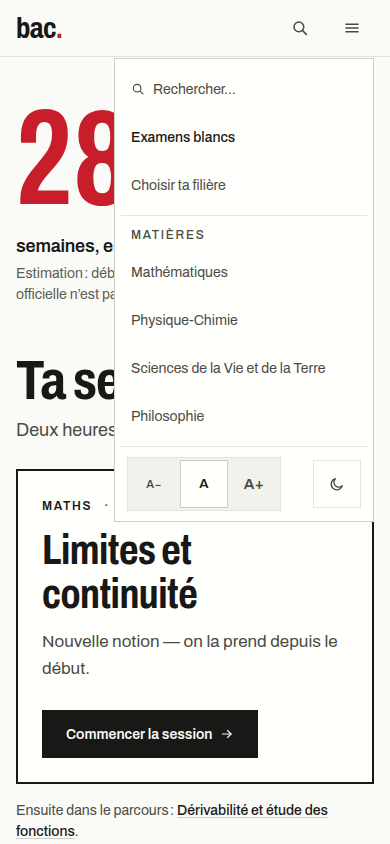 bac.
Rechercher...
Examens blancs
Choisir ta filière
MATIÈRES
Mathématiques
Physique-Chimie
Sciences de la Vie et de la Terre
Philosophie
A− A A+
28
semaines, e
Estimation : déb
officielle n'est pa
Ta se
Deux heures
MATHS ·
Limites et
continuité
Nouvelle notion — on la prend depuis le
début.
Commencer la session →
Ensuite dans le parcours : Dérivabilité et étude des
fonctions.